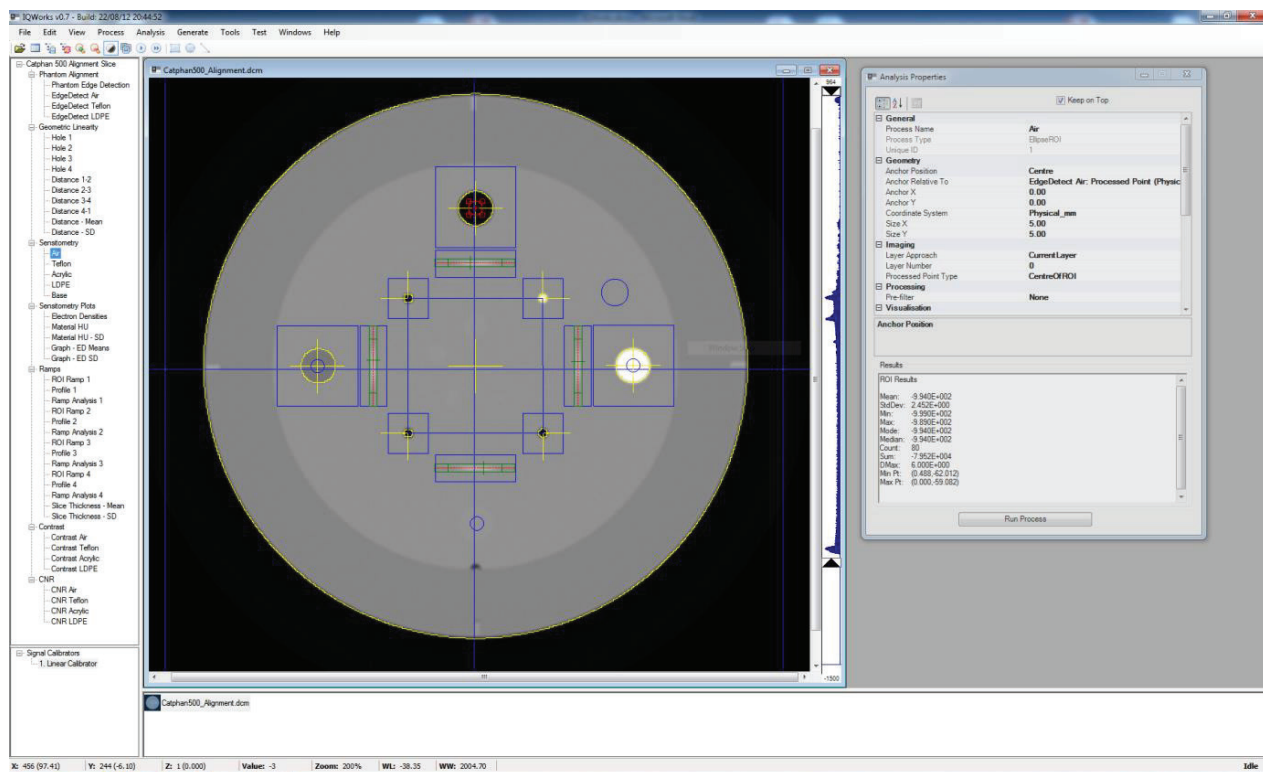 IQWorks v0.7 - Build: 22/08/12 20:44:52
File Edit View Process Analysis Generate Tools Test Windows Help
Catphan 500 Alignment Slice
Phantom Alignment
Phantom Edge Detection
EdgeDetect Air
EdgeDetect Teflon
EdgeDetect LDPE
Geometric Linearity
Hole 1
Hole 2
Hole 3
Hole 4
Distance 1-2
Distance 2-3
Distance 3-4
Distance 4-1
Distance - Mean
Distance - SD
Sensitometry
Air
Teflon
Acrylic
LDPE
Base
Sensitometry Plots
Electron Densities
Material HU
Material HU - SD
Graph - ED Means
Graph - ED SD
Ramps
ROI Ramp 1
Profile 1
Ramp Analysis 1
ROI Ramp 2
Profile 2
Ramp Analysis 2
ROI Ramp 3
Profile 3
Ramp Analysis 3
ROI Ramp 4
Profile 4
Ramp Analysis 4
Slice Thickness - Mean
Slice Thickness - SD
Contrast
Contrast Air
Contrast Teflon
Contrast Acrylic
Contrast LDPE
CNR
CNR Air
CNR Teflon
CNR Acrylic
CNR LDPE
Signal Calibrators
1. Linear Calibrator
Catphan500_Alignment.dcm
964
-1500
Analysis Properties
Keep on Top
General
Process Name Air
Process Type EllipseROI
Unique ID 1
Geometry
Anchor Position Centre
Anchor Relative To EdgeDetect Air: Processed Point (Physic
Anchor X 0.00
Anchor Y 0.00
Coordinate System Physical_mm
Size X 5.00
Size Y 5.00
Imaging
Layer Approach CurrentLayer
Layer Number 0
Processed Point Type CentreOfROI
Processing
Pre-filter None
Visualisation
Anchor Position
Results
ROI Results
Mean: -9.940E+002
StdDev: 2.452E+000
Min: -9.990E+002
Max: -9.890E+002
Mode: -9.940E+002
Median: -9.940E+002
Count: 80
Sum: -7.952E+004
DMax: 6.000E+000
Min Pt: (0.488,-62.012)
Max Pt: (0.000,-59.082)
Run Process
Catphan500_Alignment.dcm
X: 456 (97.41) Y: 244 (-6.10) Z: 1 (0.000) Value: -3 Zoom: 200% WL: -38.35 WW: 2004.70 Idle